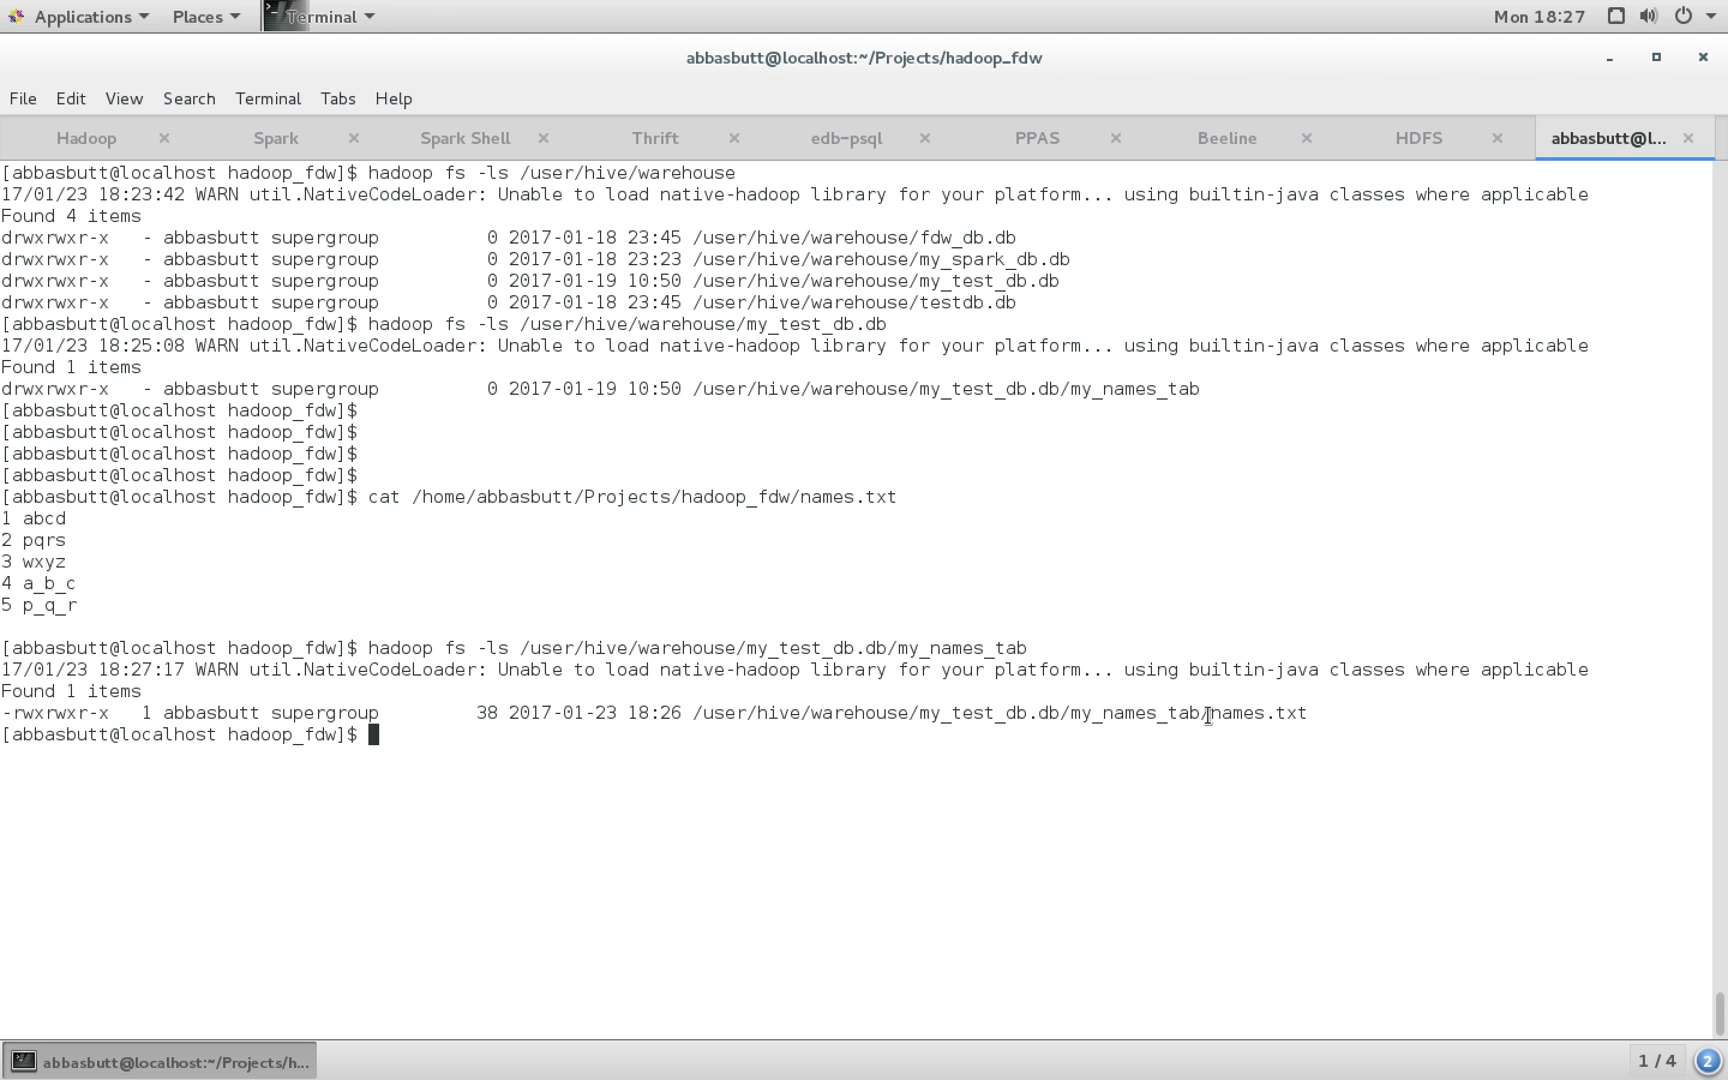 Applications Places Terminal Mon 18:27
abbasbutt@localhost:~/Projects/hadoop_fdw
File Edit View Search Terminal Tabs Help
Hadoop Spark Spark Shell Thrift edb-psql PPAS Beeline HDFS abbasbutt@l...
[abbasbutt@localhost hadoop_fdw]$ hadoop fs -ls /user/hive/warehouse
17/01/23 18:23:42 WARN util.NativeCodeLoader: Unable to load native-hadoop library for your platform... using builtin-java classes where applicable
Found 4 items
drwxrwxr-x   - abbasbutt supergroup          0 2017-01-18 23:45 /user/hive/warehouse/fdw_db.db
drwxrwxr-x   - abbasbutt supergroup          0 2017-01-18 23:23 /user/hive/warehouse/my_spark_db.db
drwxrwxr-x   - abbasbutt supergroup          0 2017-01-19 10:50 /user/hive/warehouse/my_test_db.db
drwxrwxr-x   - abbasbutt supergroup          0 2017-01-18 23:45 /user/hive/warehouse/testdb.db
[abbasbutt@localhost hadoop_fdw]$ hadoop fs -ls /user/hive/warehouse/my_test_db.db
17/01/23 18:25:08 WARN util.NativeCodeLoader: Unable to load native-hadoop library for your platform... using builtin-java classes where applicable
Found 1 items
drwxrwxr-x   - abbasbutt supergroup          0 2017-01-19 10:50 /user/hive/warehouse/my_test_db.db/my_names_tab
[abbasbutt@localhost hadoop_fdw]$
[abbasbutt@localhost hadoop_fdw]$
[abbasbutt@localhost hadoop_fdw]$
[abbasbutt@localhost hadoop_fdw]$
[abbasbutt@localhost hadoop_fdw]$ cat /home/abbasbutt/Projects/hadoop_fdw/names.txt
1 abcd
2 pqrs
3 wxyz
4 a_b_c
5 p_q_r
[abbasbutt@localhost hadoop_fdw]$ hadoop fs -ls /user/hive/warehouse/my_test_db.db/my_names_tab
17/01/23 18:27:17 WARN util.NativeCodeLoader: Unable to load native-hadoop library for your platform... using builtin-java classes where applicable
Found 1 items
-rwxrwxr-x   1 abbasbutt supergroup         38 2017-01-23 18:26 /user/hive/warehouse/my_test_db.db/my_names_tab/names.txt
[abbasbutt@localhost hadoop_fdw]$
abbasbutt@localhost:~/Projects/h... 1 / 4 2